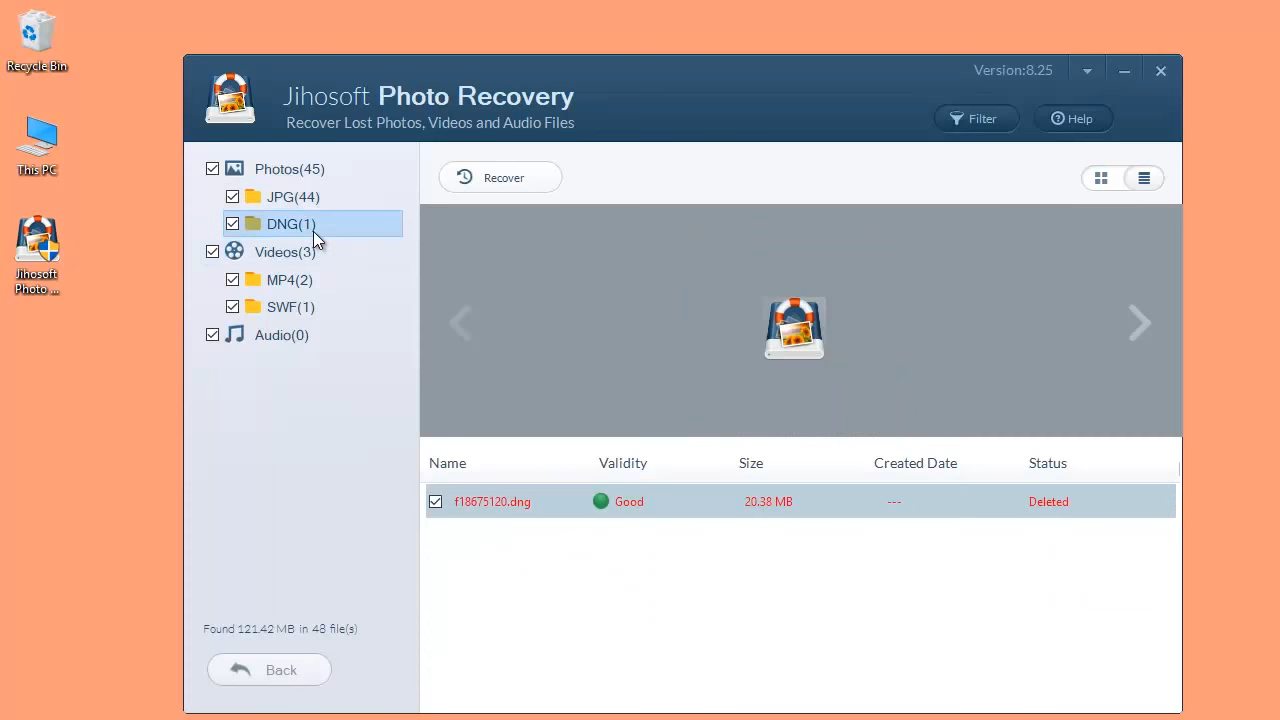 Recycle Bin
This PC
Jihosoft
Photo ...
Version:8.25
Jihosoft Photo Recovery
Recover Lost Photos, Videos and Audio Files
Filter
Help
Photos(45)
JPG(44)
DNG(1)
Videos(3)
MP4(2)
SWF(1)
Audio(0)
Found 121.42 MB in 48 file(s)
Back
Recover
Name Validity Size Created Date Status
f18675120.dng Good 20.38 MB --- Deleted